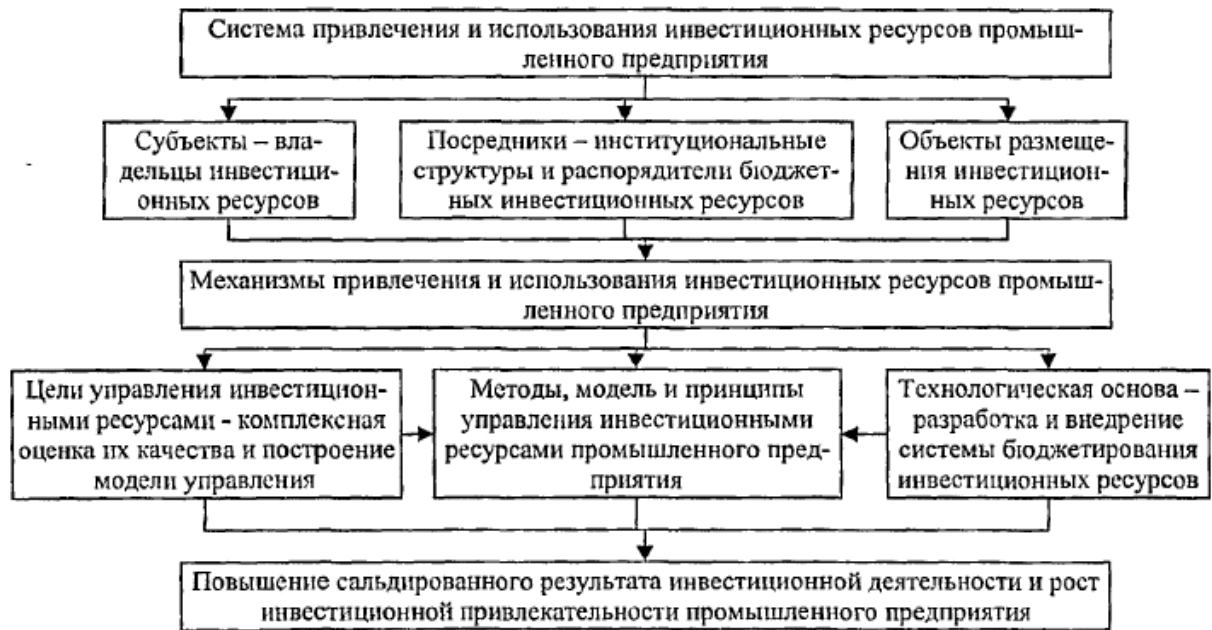 Система привлечения и использования инвестиционных ресурсов промыш-
ленного предприятия
Субъекты – вла-
дельцы инвестици-
онных ресурсов
Посредники – институциональные
структуры и распорядители бюджет-
ных инвестиционных ресурсов
Объекты размеще-
ния инвестицион-
ных ресурсов
Механизмы привлечения и использования инвестиционных ресурсов промыш-
ленного предприятия
Цели управления инвестицион-
ными ресурсами - комплексная
оценка их качества и построение
модели управления
Методы, модель и принципы
управления инвестиционными
ресурсами промышленного пред-
приятия
Технологическая основа –
разработка и внедрение
системы бюджетирования
инвестиционных ресурсов
Повышение сальдированного результата инвестиционной деятельности и рост
инвестиционной привлекательности промышленного предприятия